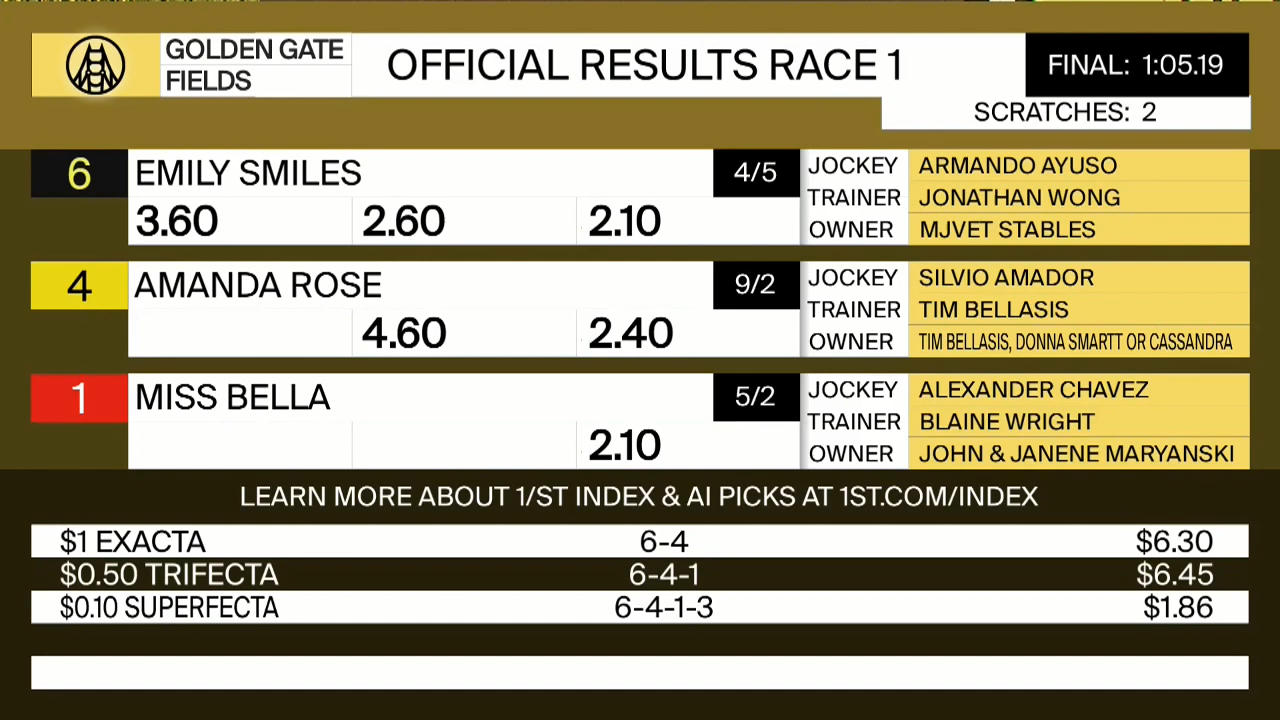 GOLDEN GATE
FIELDS
OFFICIAL RESULTS RACE 1
FINAL: 1:05.19
SCRATCHES: 2
6 EMILY SMILES 4/5
3.60 2.60 2.10
JOCKEY ARMANDO AYUSO
TRAINER JONATHAN WONG
OWNER MJVET STABLES
4 AMANDA ROSE 9/2
4.60 2.40
JOCKEY SILVIO AMADOR
TRAINER TIM BELLASIS
OWNER TIM BELLASIS, DONNA SMARTT OR CASSANDRA
1 MISS BELLA 5/2
2.10
JOCKEY ALEXANDER CHAVEZ
TRAINER BLAINE WRIGHT
OWNER JOHN & JANENE MARYANSKI
LEARN MORE ABOUT 1/ST INDEX & AI PICKS AT 1ST.COM/INDEX
$1 EXACTA 6-4 $6.30
$0.50 TRIFECTA 6-4-1 $6.45
$0.10 SUPERFECTA 6-4-1-3 $1.86